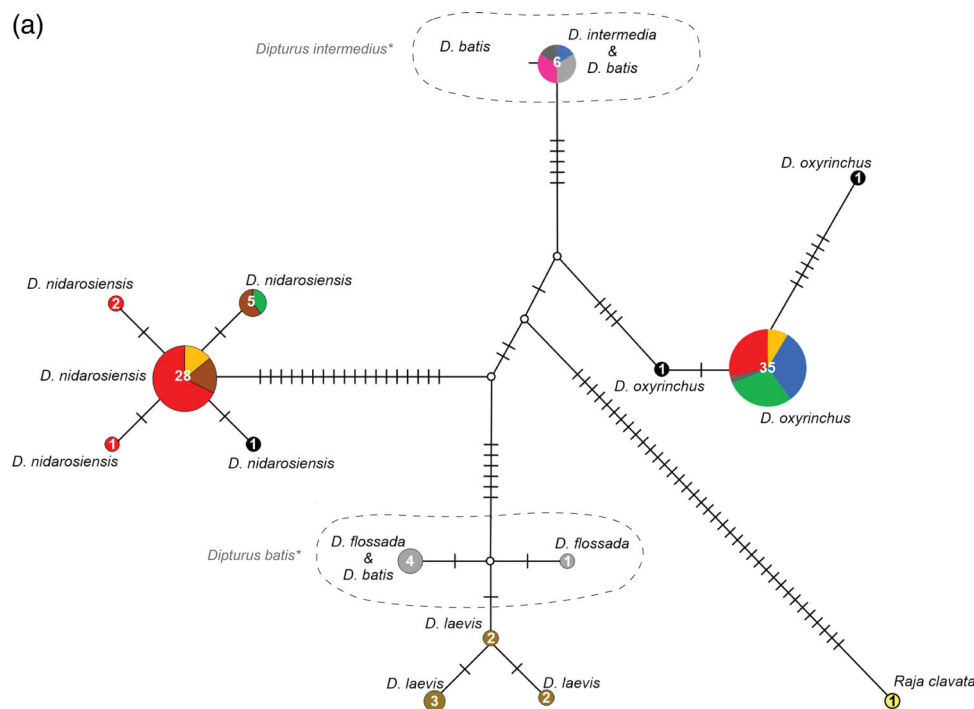 (a)
Dipturus intermedius*
D. batis
D. intermedia
&
D. batis
6
D. oxyrinchus
1
D. nidarosiensis
2
D. nidarosiensis
5
D. nidarosiensis
28
D. oxyrinchus
1
35
D. oxyrinchus
D. nidarosiensis
1
1
D. nidarosiensis
Dipturus batis*
D. flossada
&
D. batis
4
D. flossada
1
D. laevis
2
D. laevis
3
D. laevis
2
Raja clavata
1